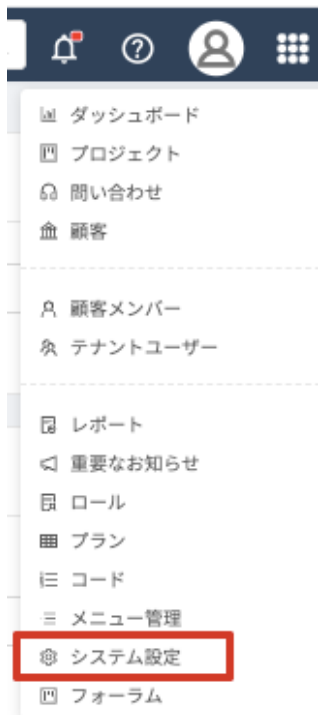 ダッシュボード
プロジェクト
問い合わせ
顧客
顧客メンバー
テナントユーザー
レポート
重要なお知らせ
ロール
プラン
コード
メニュー管理
システム設定
フォーラム